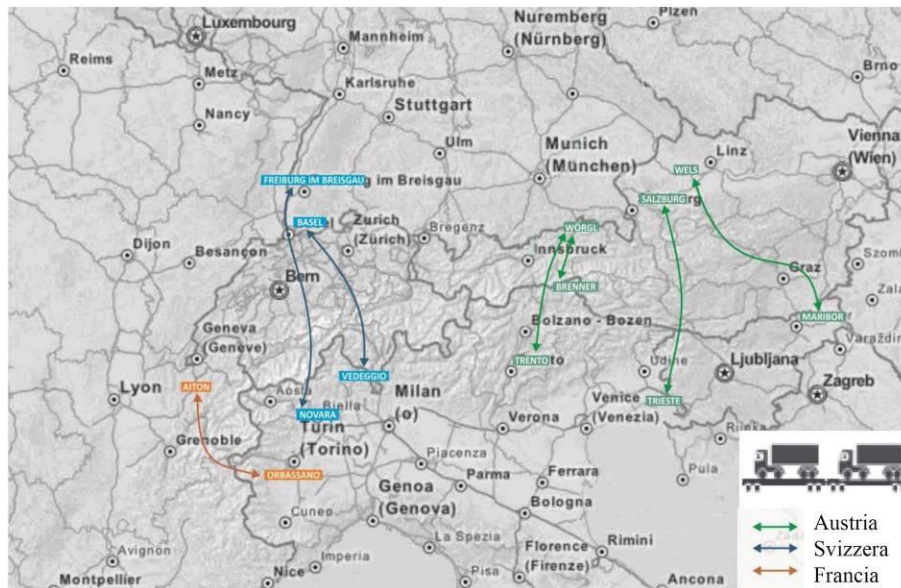 Luxembourg
Reims
Metz
Nancy
Mannheim
Karlsruhe
Stuttgart
Ulm
Nuremberg
(Nürnberg)
Plzen
Brno
Munich
(München)
Linz
Vienna
(Wien)
WELS
SALZBURG
FREIBURG IM BREISGAU
g im Breisgau
BASEL
Zurich
(Zürich)
Bregenz
WÖRGL
Innsbruck
BRENNER
Dijon
Besançon
Bern
Graz
MARIBOR
Geneva
(Genève)
Bolzano - Bozen
TRENTO
Udine
Ljubljana
Varaždin
Zagreb
Lyon
AITON
Aosta
VEDEGGIO
Milan
(o)
Biella
NOVARA
Turin
(Torino)
Verona
Venice
(Venezia)
TRIESTE
Grenoble
ORBASSANO
Piacenza
Parma
Ferrara
Pula
Genoa
(Genova)
Bologna
Cuneo
La Spezia
Florence
(Firenze)
Rimini
Avignon
Imperia
Montpellier
Nice
Pisa
Ancona
Austria
Svizzera
Francia